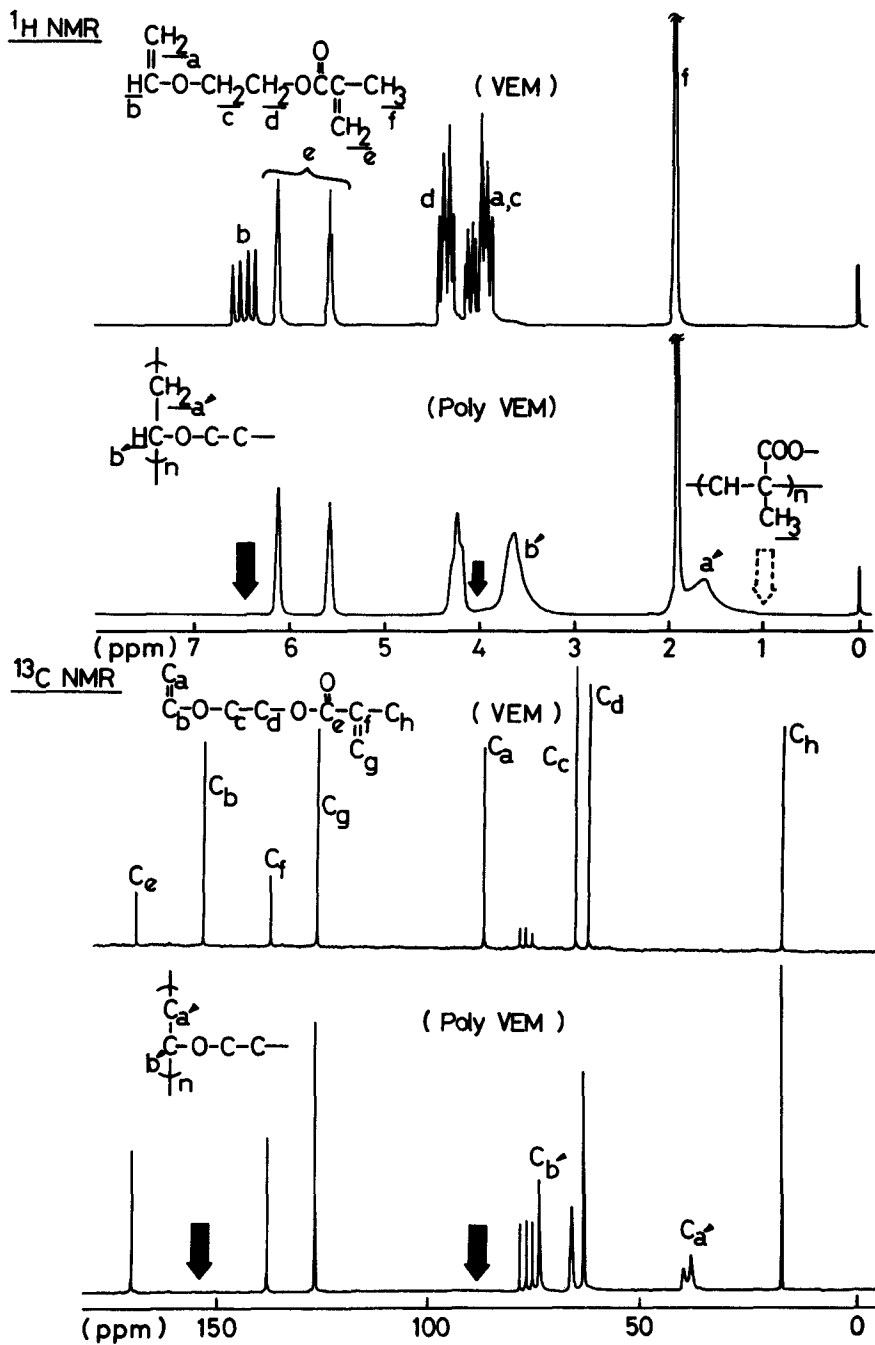 ¹H NMR
CH₂ a
HC-O-CH₂CH₂-OCC-CH₃
O
b c d f
CH₂ e
(VEM)
e
b
d
a,c
f
CH₂ a'
HC-O-C-C-
b'
n
(Poly VEM)
COO-
-(CH-C-)n
CH₃
b'
a'
(ppm) 7 6 5 4 3 2 1 0
¹³C NMR
Ca
Cb-O-Cc-Cd-O-Ce-Cf-Ch
O
Cg
(VEM)
Ce
Cb
Cf
Cg
Ca
Cc
Cd
Ch
Ca'
b'C-O-C-C-
n
(Poly VEM)
Cb'
Ca'
(ppm) 150 100 50 0